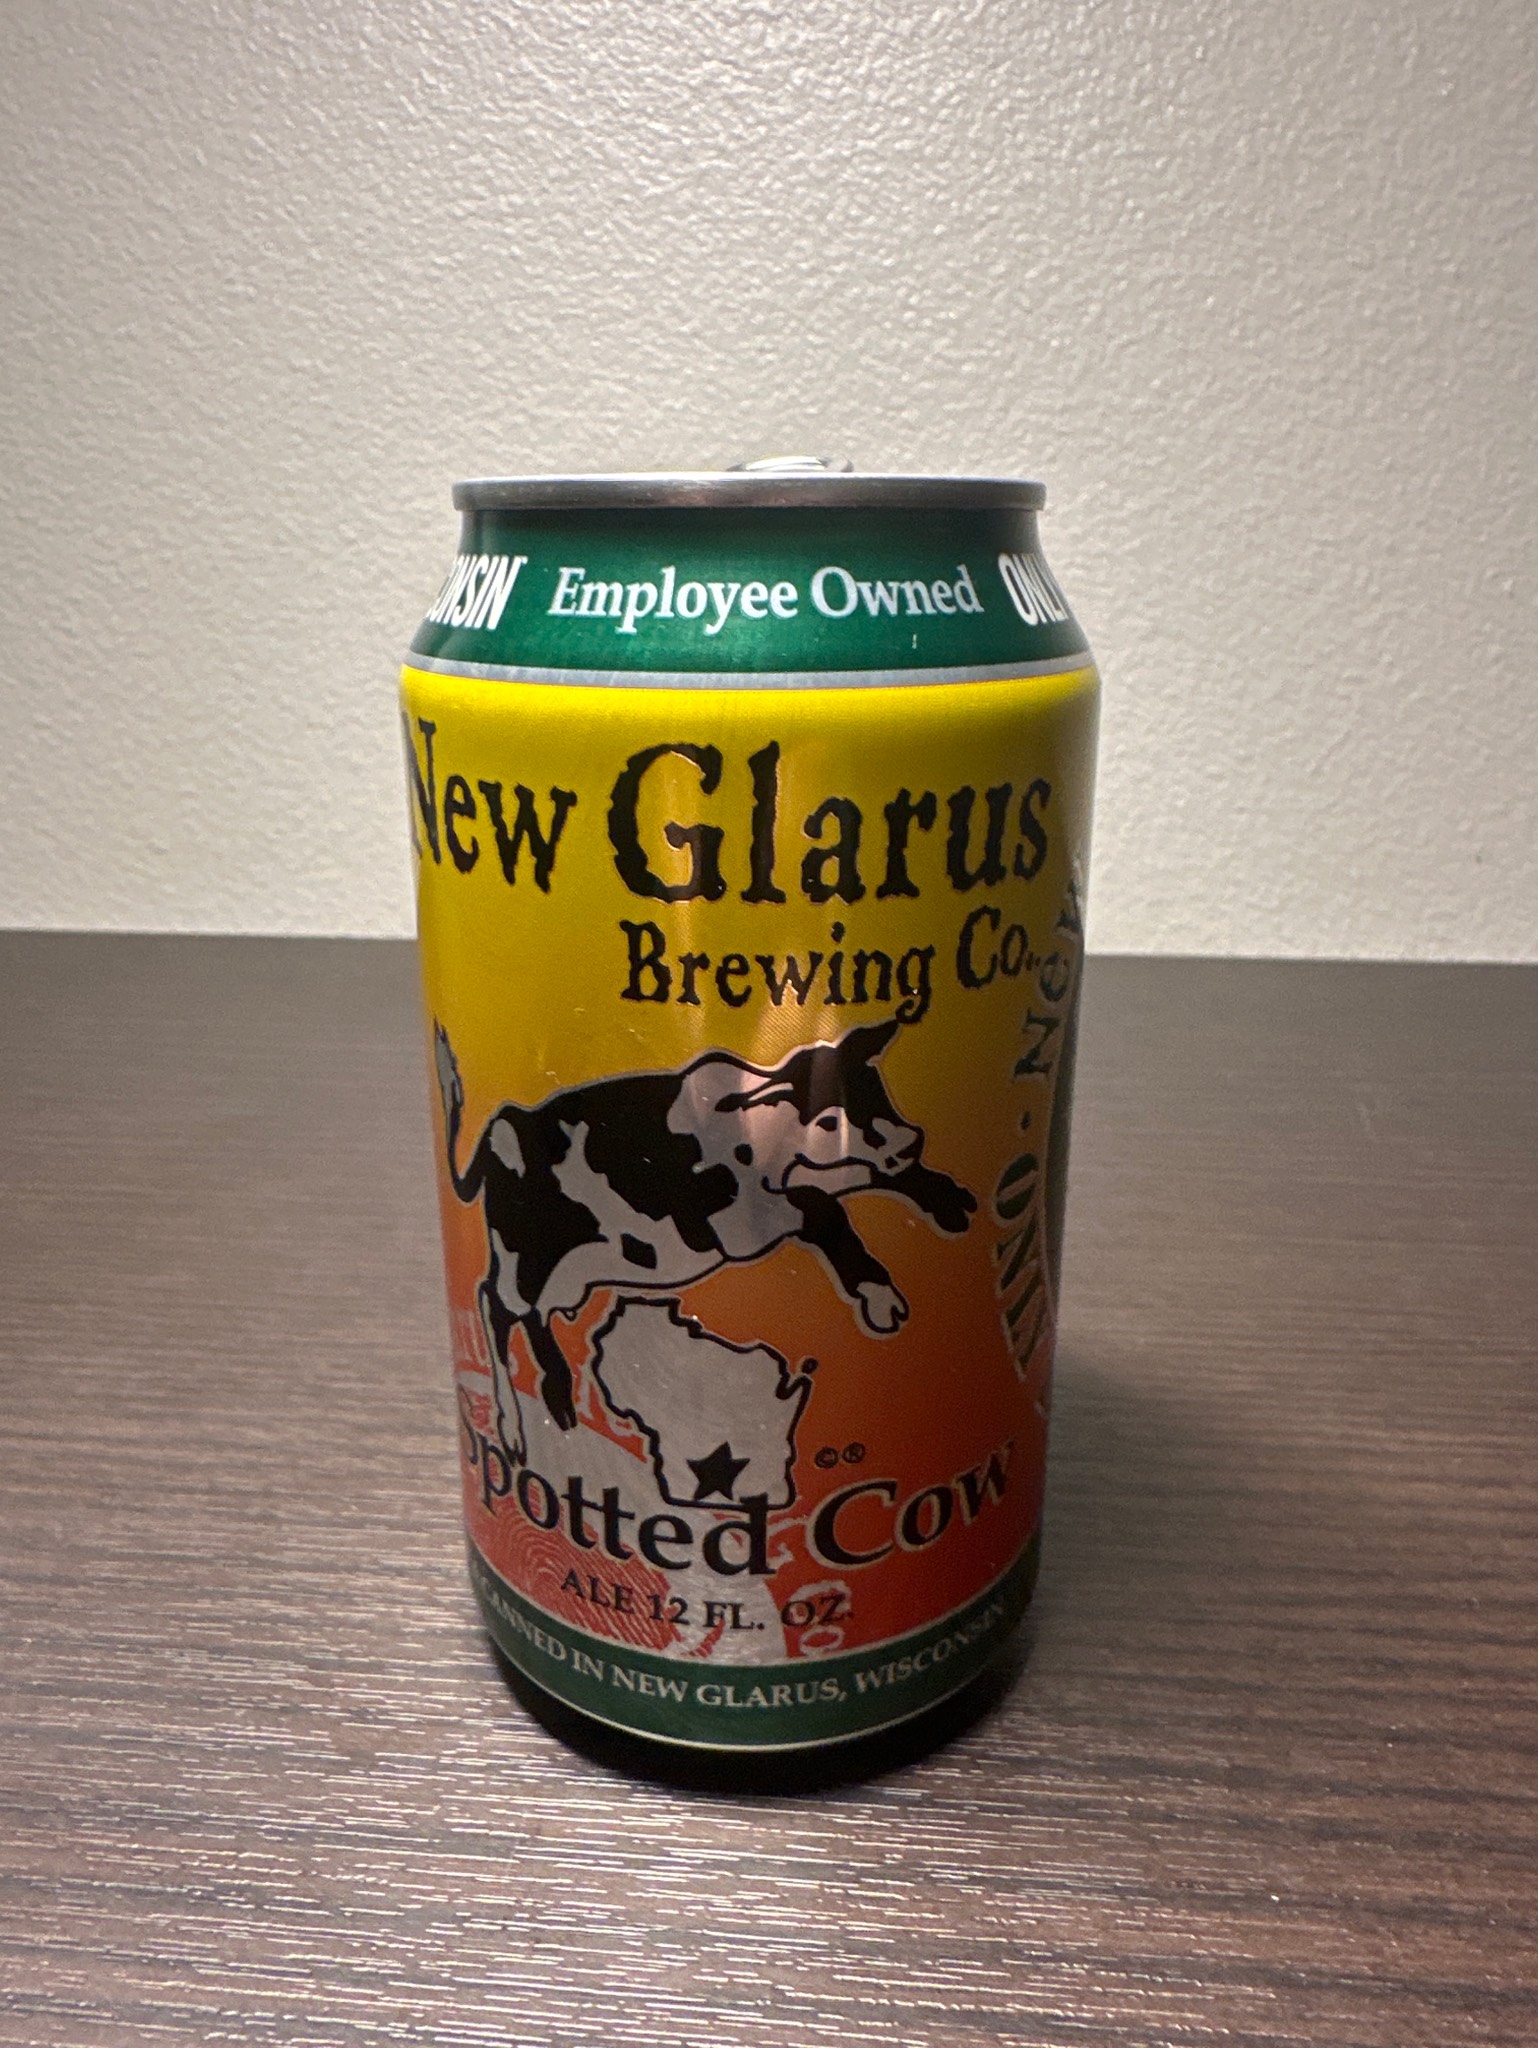 Employee Owned
New Glarus
Brewing Co.
Spotted Cow
©®
ALE 12 FL. OZ.
CANNED IN NEW GLARUS, WISCONSIN